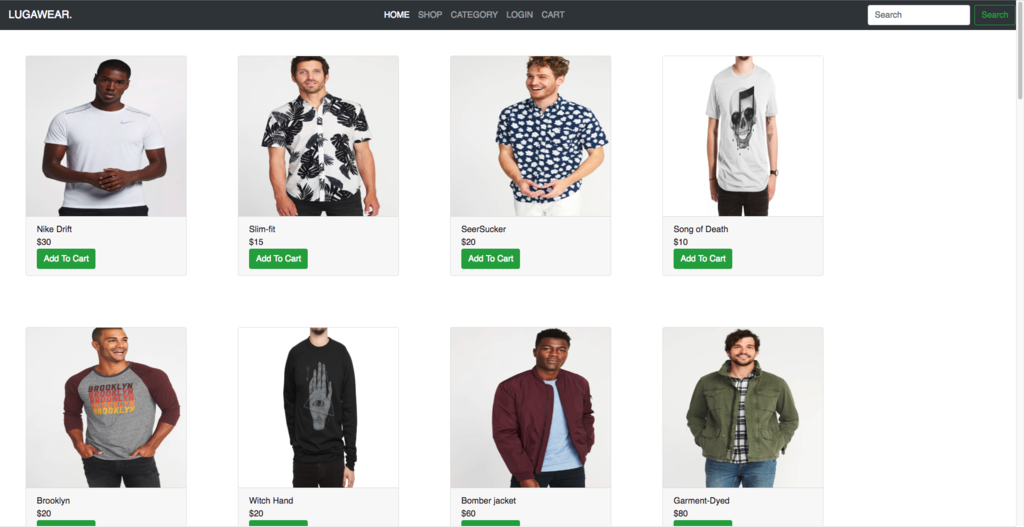 LUGAWEAR.
HOME SHOP CATEGORY LOGIN CART
Search Search
Nike Drift
$30
Add To Cart
Slim-fit
$15
Add To Cart
SeerSucker
$20
Add To Cart
Song of Death
$10
Add To Cart
BROOKLYN
BROOKLYN
BROOKLYN
BROOKLYN
Brooklyn
$20
Witch Hand
$20
Bomber jacket
$60
Garment-Dyed
$80